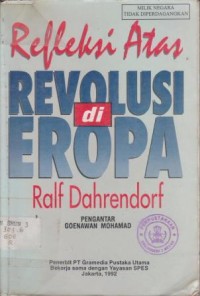 MILIK NEGARA
TIDAK DIPERDAGANGKAN
Refleksi Atas
REVOLUSI
di
EROPA
Ralf Dahrendorf
PENGANTAR
GOENAWAN MOHAMAD
Penerbit PT Gramedia Pustaka Utama
Bekerja sama dengan Yayasan SPES
Jakarta, 1992